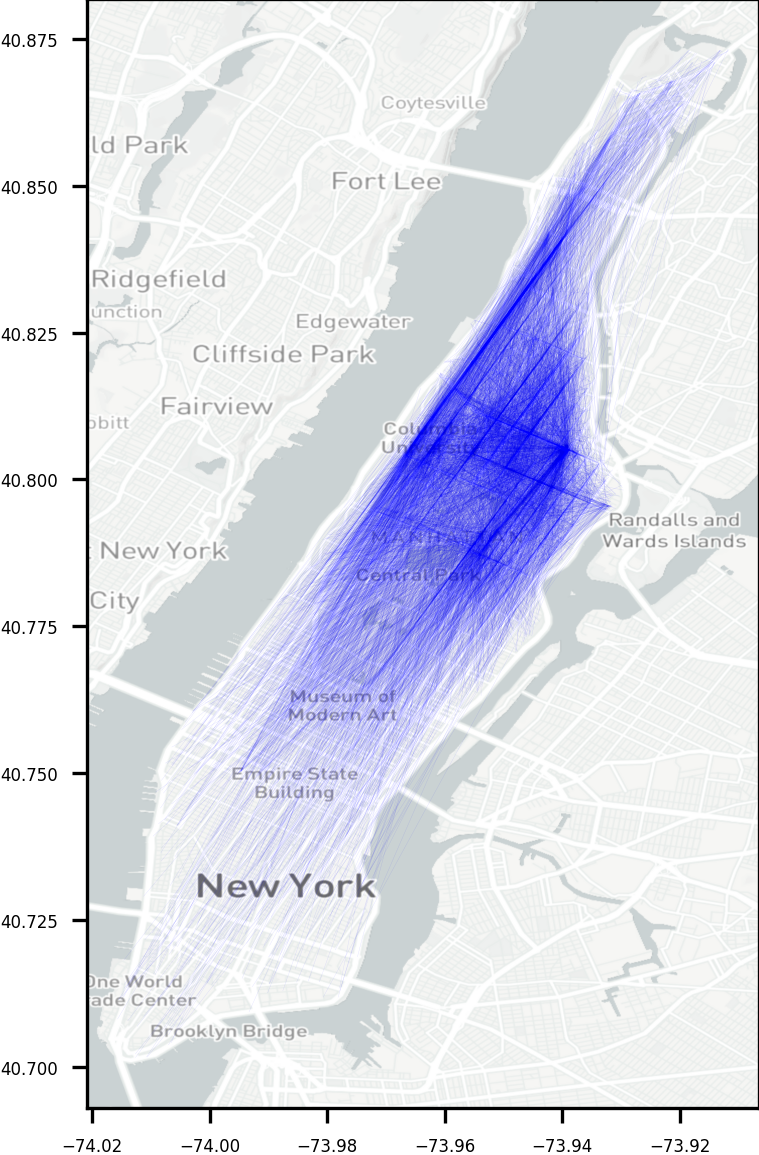 40.875
Coytesville
ld Park
40.850
Fort Lee
Ridgefield
unction
40.825
Edgewater
Cliffside Park
Fairview
obitt
Columbia
University
40.800
Randalls and
Wards Islands
MANHATTAN
New York
City
Central Park
40.775
Museum of
Modern Art
40.750
Empire State
Building
New York
40.725
One World
ade Center
Brooklyn Bridge
40.700
−74.02 −74.00 −73.98 −73.96 −73.94 −73.92